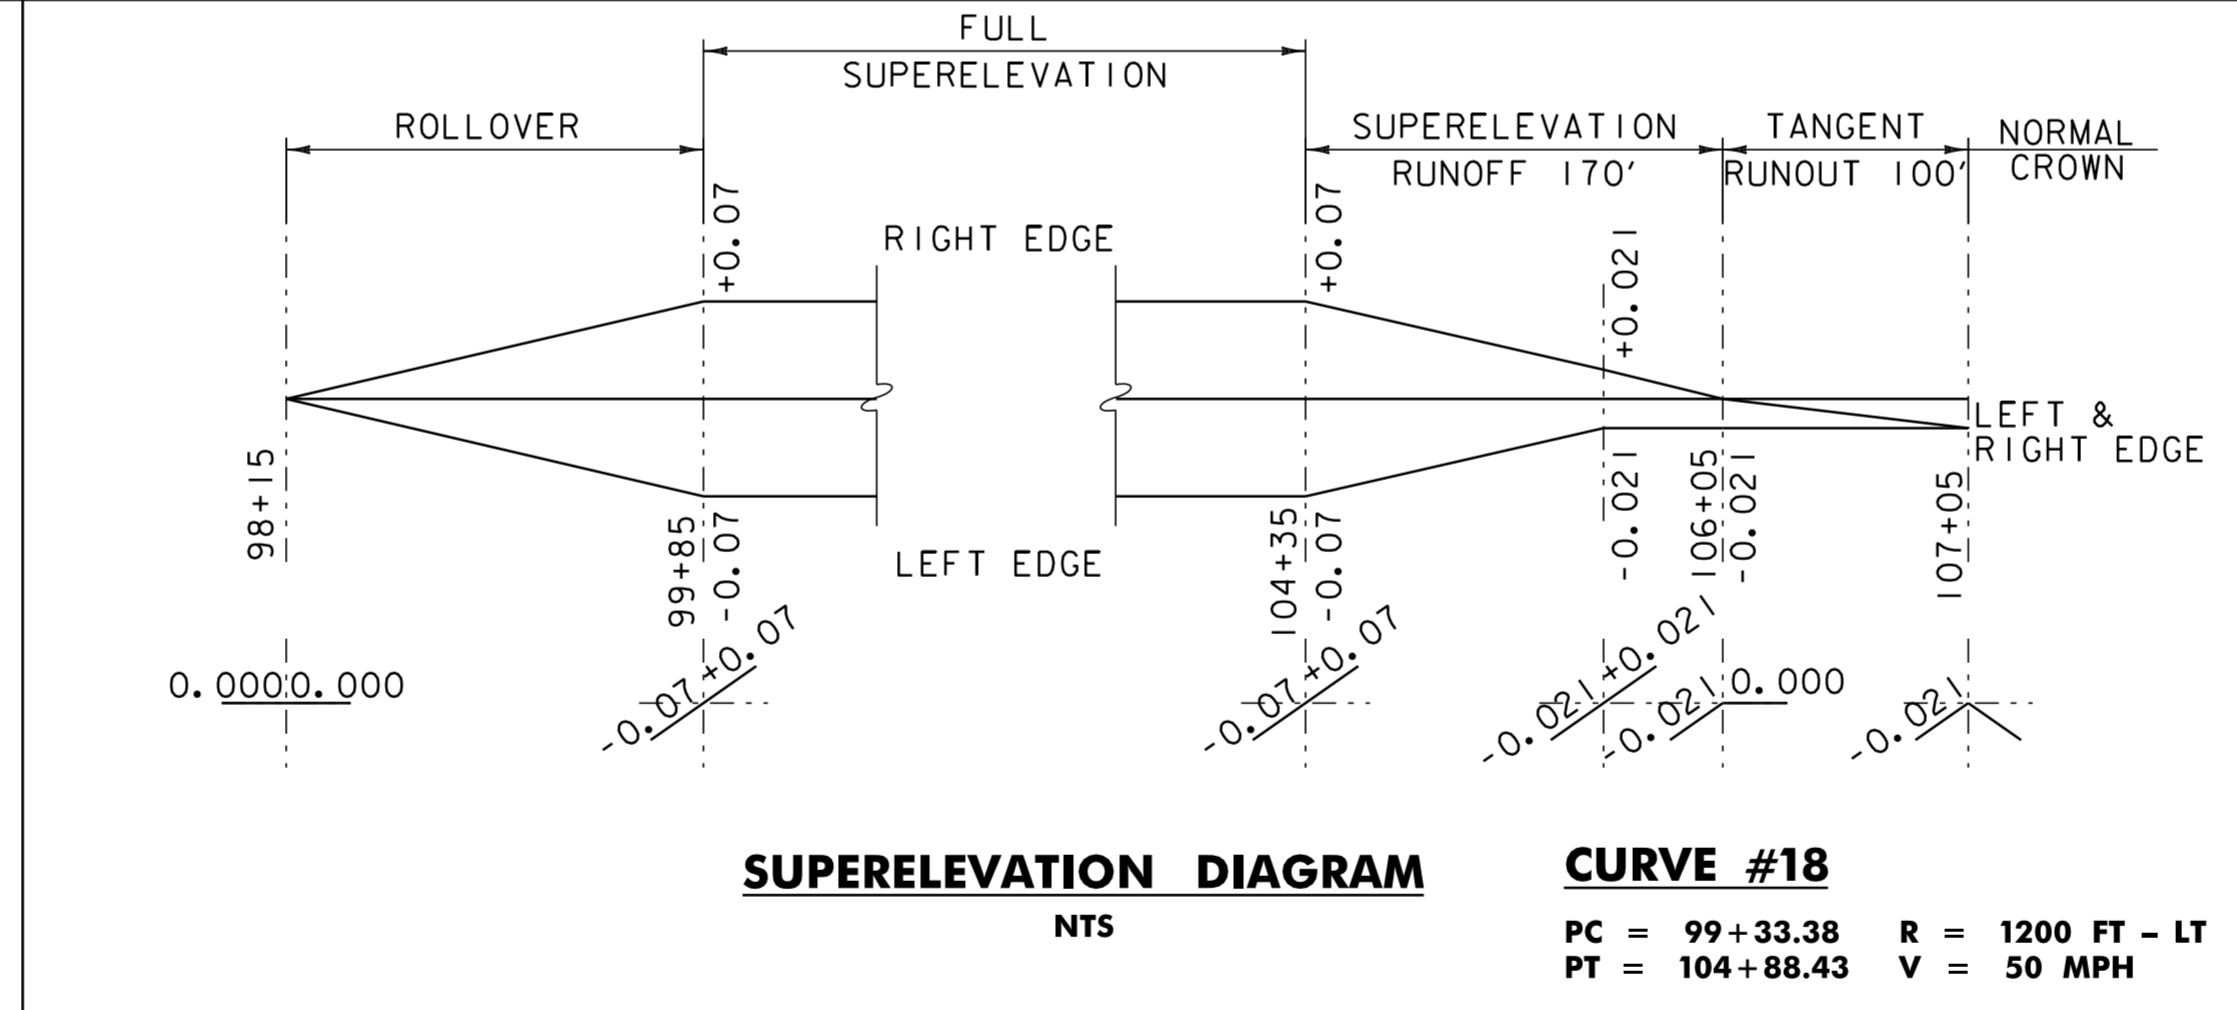 FULL
SUPERELEVATION
ROLLOVER
SUPERELEVATION
RUNOFF 170'
TANGENT
RUNOUT 100'
NORMAL
CROWN
+0.07
RIGHT EDGE
+0.07
+0.021
LEFT &
RIGHT EDGE
98+15
99+85
-0.07
LEFT EDGE
104+35
-0.07
-0.021
106+05
-0.021
107+05
0.000 0.000
-0.07 +0.07
-0.07 +0.07
-0.021 +0.021
-0.021 0.000
-0.021
SUPERELEVATION DIAGRAM
NTS
CURVE #18
PC = 99+33.38 R = 1200 FT - LT
PT = 104+88.43 V = 50 MPH